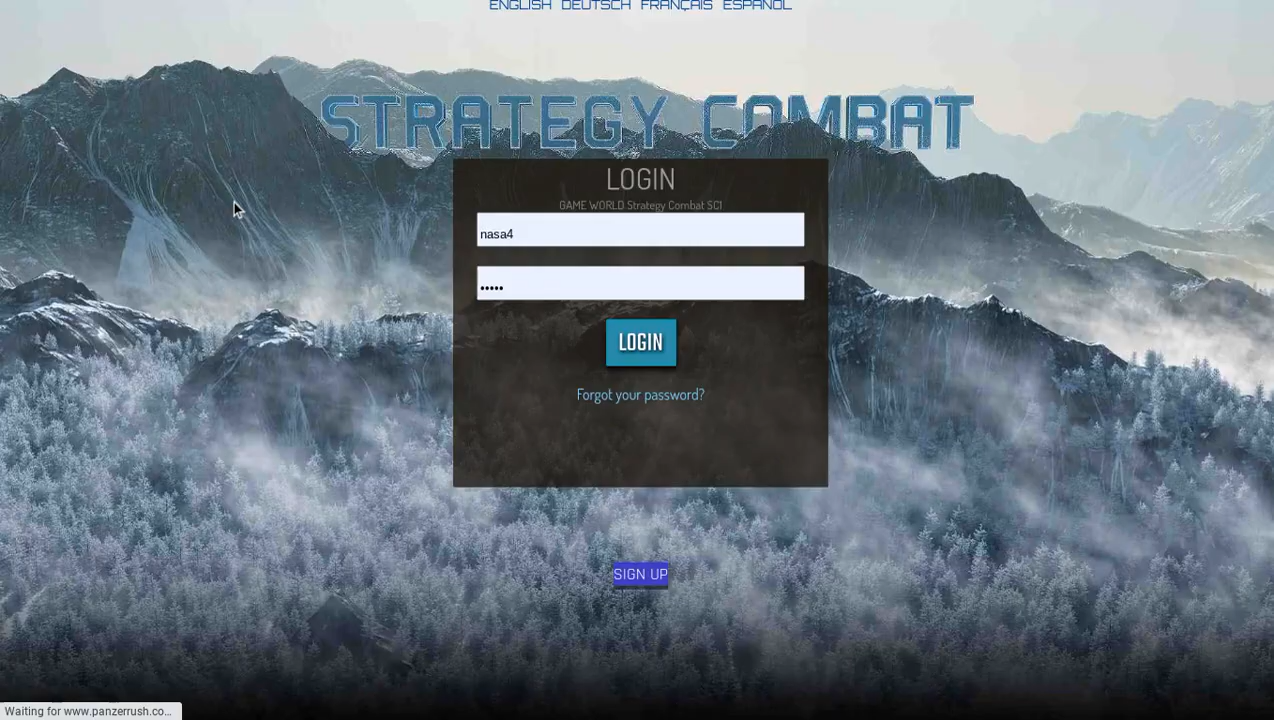 ENGLISH DEUTSCH FRANÇAIS ESPAÑOL
STRATEGY COMBAT
LOGIN
GAME WORLD Strategy Combat SC1
nasa4
•••••
LOGIN
Forgot your password?
SIGN UP
Waiting for www.panzerrush.co...